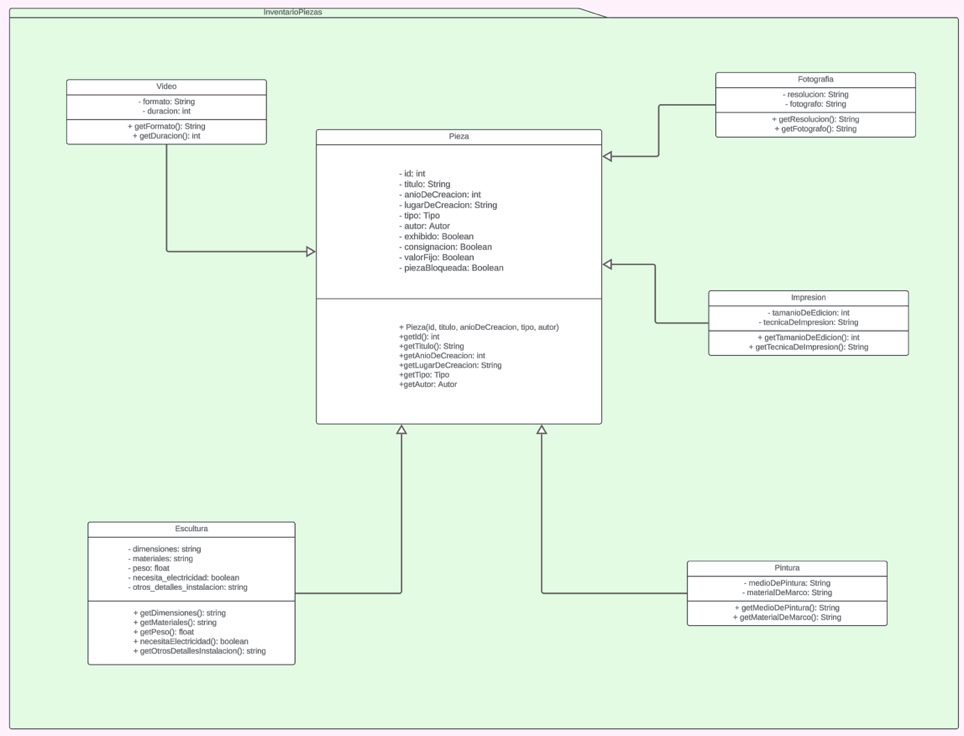 InventarioPiezas
Video
- formato: String
- duracion: int
+ getFormato(): String
+ getDuracion(): int
Fotografia
- resolucion: String
- fotografo: String
+ getResolucion(): String
+ getFotografo(): String
Pieza
- id: int
- titulo: String
- anioDeCreacion: int
- lugarDeCreacion: String
- tipo: Tipo
- autor: Autor
- exhibido: Boolean
- consignacion: Boolean
- valorFijo: Boolean
- piezaBloqueada: Boolean
+ Pieza(id, titulo, anioDeCreacion, tipo, autor)
+getId(): int
+getTitulo(): String
+getAnioDeCreacion: int
+getLugarDeCreacion: String
+getTipo: Tipo
+getAutor: Autor
Impresion
- tamanioDeEdicion: int
- tecnicaDeImpresion: String
+ getTamanioDeEdicion(): int
+ getTecnicaDeImpresion(): String
Escultura
- dimensiones: string
- materiales: string
- peso: float
- necesita_electricidad: boolean
- otros_detalles_instalacion: string
+ getDimensiones(): string
+ getMateriales(): string
+ getPeso(): float
+ necesitaElectricidad(): boolean
+ getOtrosDetallesInstalacion(): string
Pintura
- medioDePintura: String
- materialDeMarco: String
+ getMedioDePintura(): String
+ getMaterialDeMarco(): String